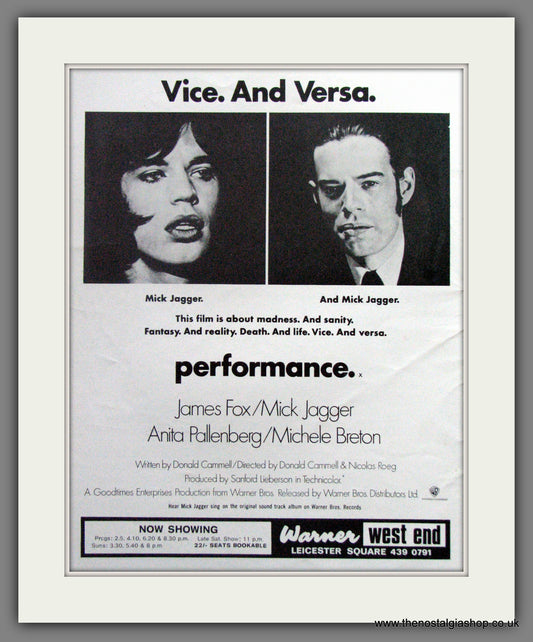 Vice. And Versa.
Mick Jagger.
And Mick Jagger.
This film is about madness. And sanity.
Fantasy. And reality. Death. And life. Vice. And versa.
performance. x
James Fox/Mick Jagger
Anita Pallenberg/Michele Breton
Written by Donald Cammell/Directed by Donald Cammell & Nicolas Roeg
Produced by Sanford Lieberson in Technicolor®
A Goodtimes Enterprises Production from Warner Bros. Released by Warner Bros. Distributors Ltd.
Hear Mick Jagger sing on the original sound track album on Warner Bros. Records
NOW SHOWING
Progs: 2.5, 4.10, 6.20 & 8.30 p.m. Late Sat. Show: 11 p.m.
Suns: 3.30, 5.40 & 8 p.m 22/- SEATS BOOKABLE
Warner west end
LEICESTER SQUARE 439 0791
www.thenostalgiashop.co.uk